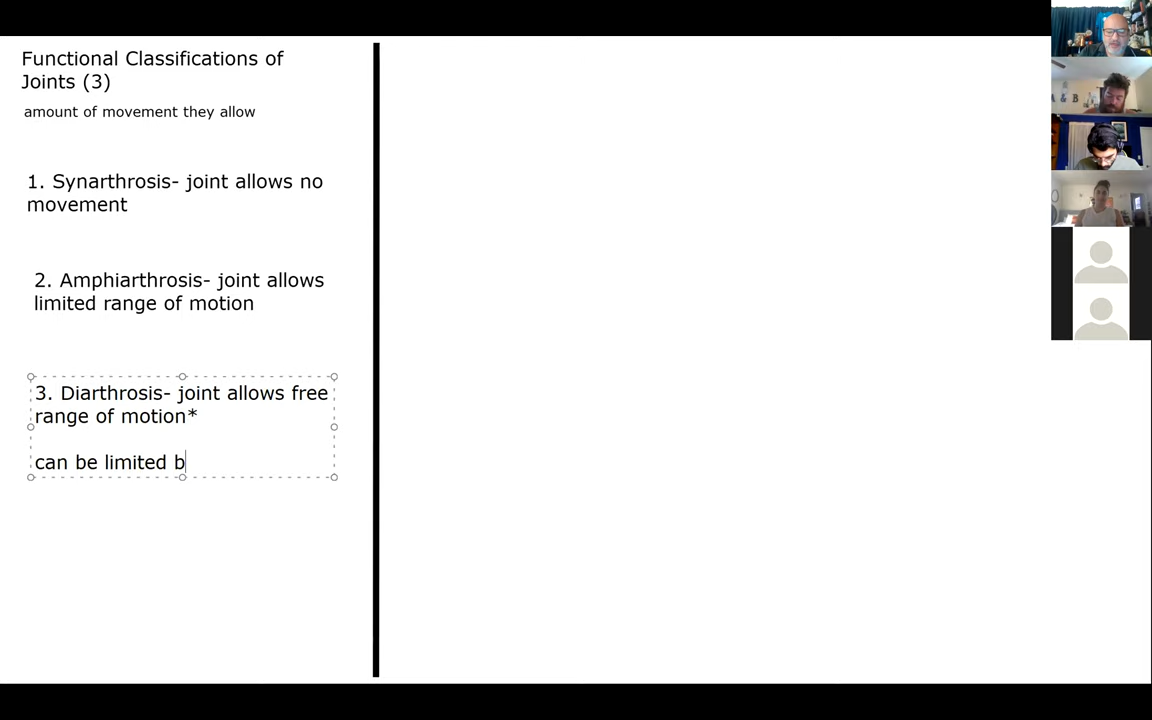 Functional Classifications of
Joints (3)
amount of movement they allow
1. Synarthrosis- joint allows no
movement
2. Amphiarthrosis- joint allows
limited range of motion
3. Diarthrosis- joint allows free
range of motion*
can be limited b